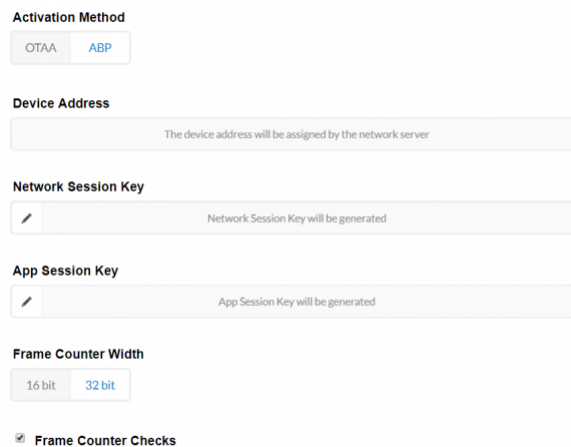 Activation Method
OTAA ABP
Device Address
The device address will be assigned by the network server
Network Session Key
Network Session Key will be generated
App Session Key
App Session Key will be generated
Frame Counter Width
16 bit 32 bit
Frame Counter Checks